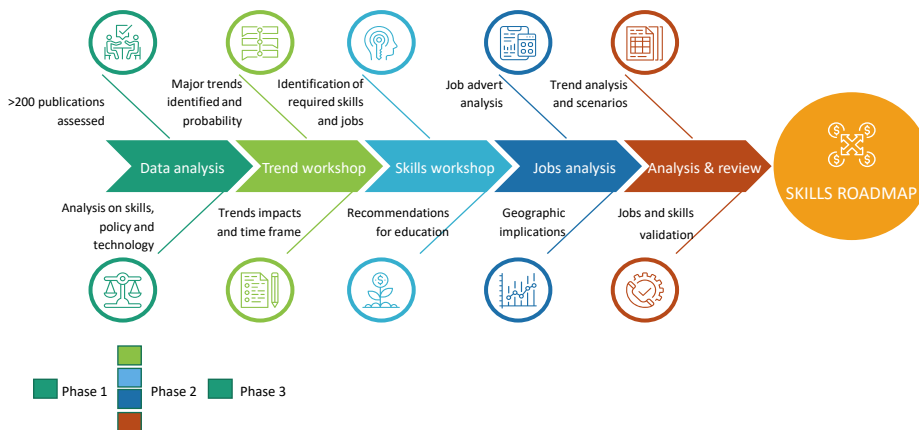 >200 publications
assessed
Major trends
identified and
probability
Identification of
required skills
and jobs
Job advert
analysis
Trend analysis
and scenarios
Data analysis
Trend workshop
Skills workshop
Jobs analysis
Analysis & review
SKILLS ROADMAP
Analysis on skills,
policy and
technology
Trends impacts
and time frame
Recommendations
for education
Geographic
implications
Jobs and skills
validation
Phase 1
Phase 2
Phase 3